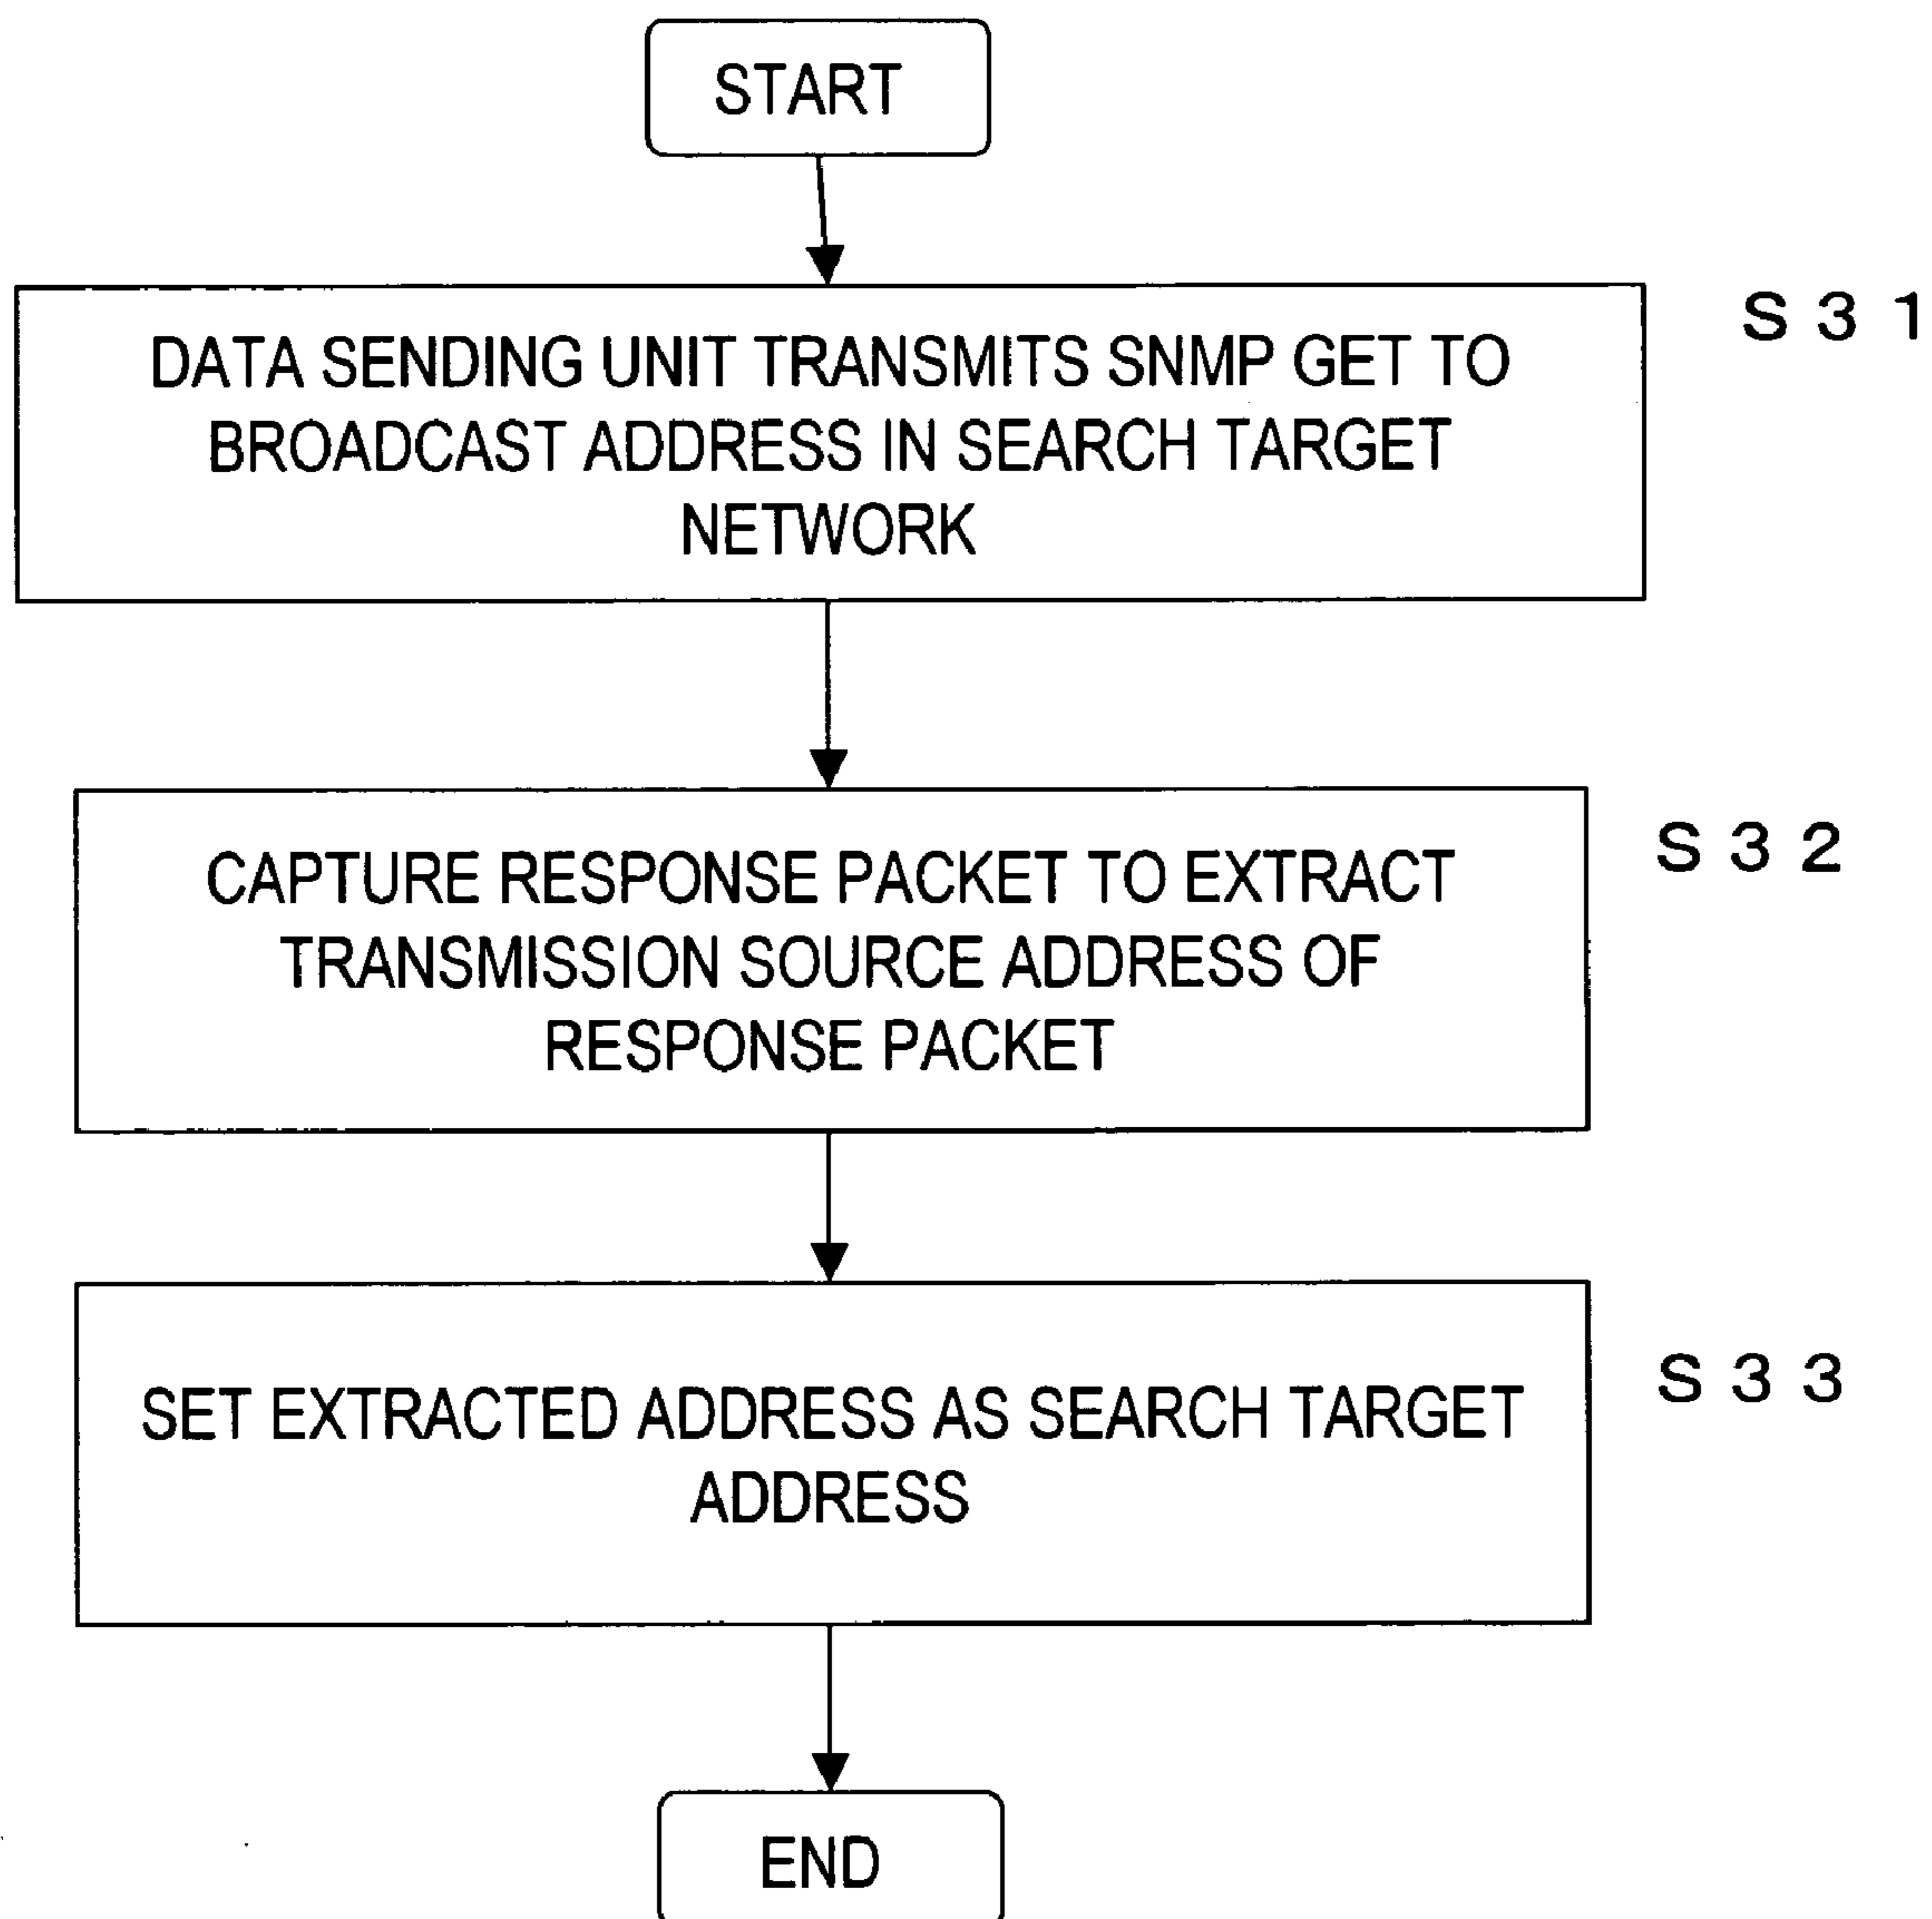 START
S 3 1
DATA SENDING UNIT TRANSMITS SNMP GET TO
BROADCAST ADDRESS IN SEARCH TARGET
NETWORK
S 3 2
CAPTURE RESPONSE PACKET TO EXTRACT
TRANSMISSION SOURCE ADDRESS OF
RESPONSE PACKET
S 3 3
SET EXTRACTED ADDRESS AS SEARCH TARGET
ADDRESS
END